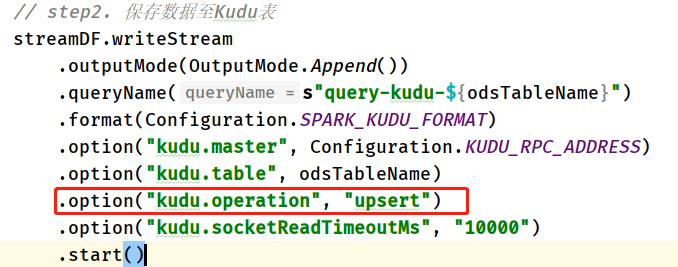 // step2. 保存数据至Kudu表
streamDF.writeStream
.outputMode(OutputMode.Append())
.queryName( queryName = s"query-kudu-${odsTableName}")
.format(Configuration.SPARK_KUDU_FORMAT)
.option("kudu.master", Configuration.KUDU_RPC_ADDRESS)
.option("kudu.table", odsTableName)
.option("kudu.operation", "upsert")
.option("kudu.socketReadTimeoutMs", "10000")
.start()